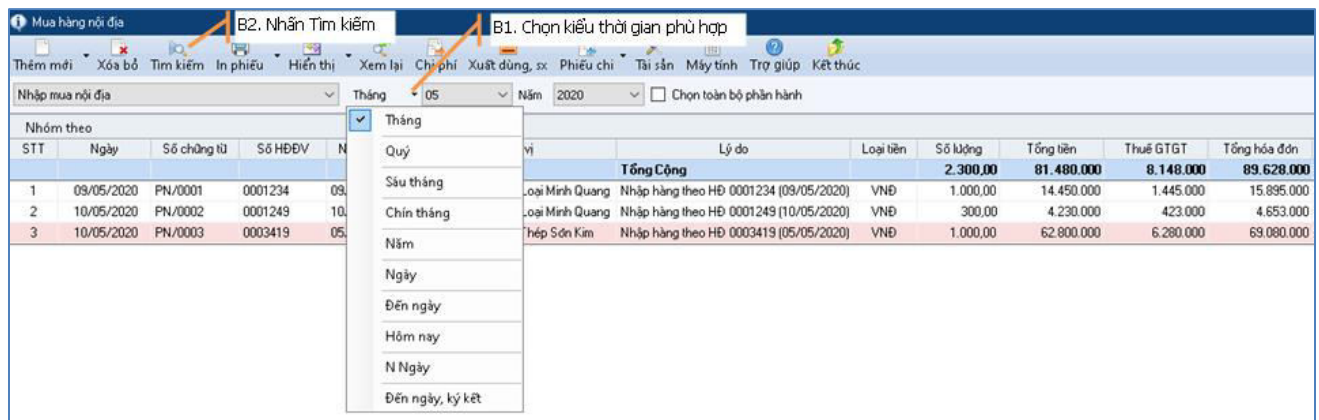 Mua hàng nội địa
B2. Nhấn Tìm kiếm
B1. Chọn kiểu thời gian phù hợp
Thêm mới Xóa bỏ Tìm kiếm In phiếu Hiển thị Xem lại Chi phí Xuất dùng, sx Phiếu chi Tài sản Máy tính Trợ giúp Kết thúc
Nhập mua nội địa Tháng 05 Năm 2020 Chọn toàn bộ phân hành
Nhóm theo
STT Ngày Số chứng từ Số HĐĐV N vị Lý do Loại tiền Số lượng Tổng tiền Thuế GTGT Tổng hóa đơn
Tổng Cộng 2.300,00 81.480.000 8.148.000 89.628.000
1 09/05/2020 PN/0001 0001234 09. Loại Minh Quang Nhập hàng theo HĐ 0001234 (09/05/2020) VNĐ 1.000,00 14.450.000 1.445.000 15.895.000
2 10/05/2020 PN/0002 0001249 10. Loại Minh Quang Nhập hàng theo HĐ 0001249 (10/05/2020) VNĐ 300,00 4.230.000 423.000 4.653.000
3 10/05/2020 PN/0003 0003419 05. Thép Sơn Kim Nhập hàng theo HĐ 0003419 (05/05/2020) VNĐ 1.000,00 62.800.000 6.280.000 69.080.000
Tháng
Quý
Sáu tháng
Chín tháng
Năm
Ngày
Đến ngày
Hôm nay
N Ngày
Đến ngày, ký kết